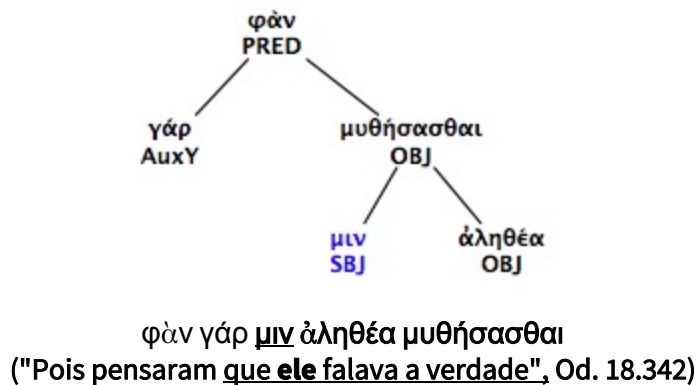 φὰν
PRED
γάρ μυθήσασθαι
AuxY OBJ
μιν ἀληθέα
SBJ OBJ
φὰν γάρ μιν ἀληθέα μυθήσασθαι
("Pois pensaram que ele falava a verdade", Od. 18.342)